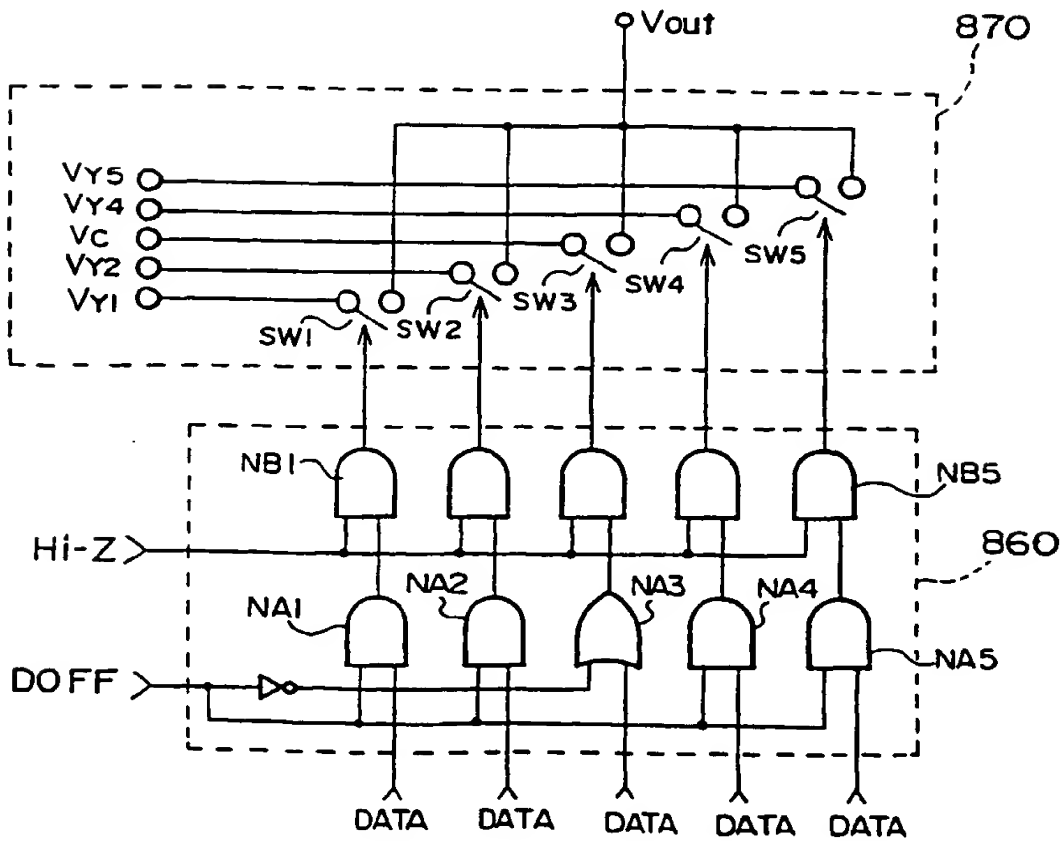 Vout
870
VY5
VY4
VC
VY2
VY1
SW1
SW2
SW3
SW4
SW5
NB1
NB5
Hi-Z
860
NA1
NA2
NA3
NA4
NA5
DOFF
DATA
DATA
DATA
DATA
DATA